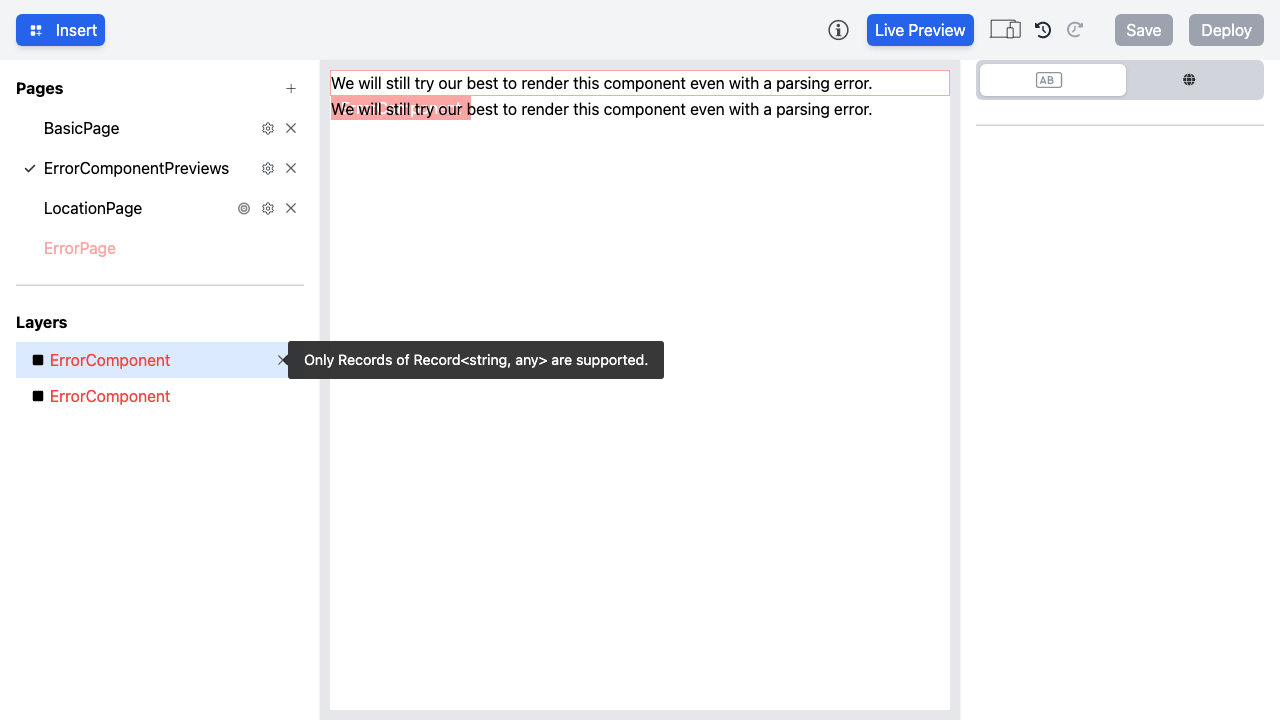 Insert
Live Preview
Save
Deploy
Pages
BasicPage
ErrorComponentPreviews
LocationPage
ErrorPage
Layers
ErrorComponent
ErrorComponent
We will still try our best to render this component even with a parsing error.
We will still try our best to render this component even with a parsing error.
Only Records of Record<string, any> are supported.
AB